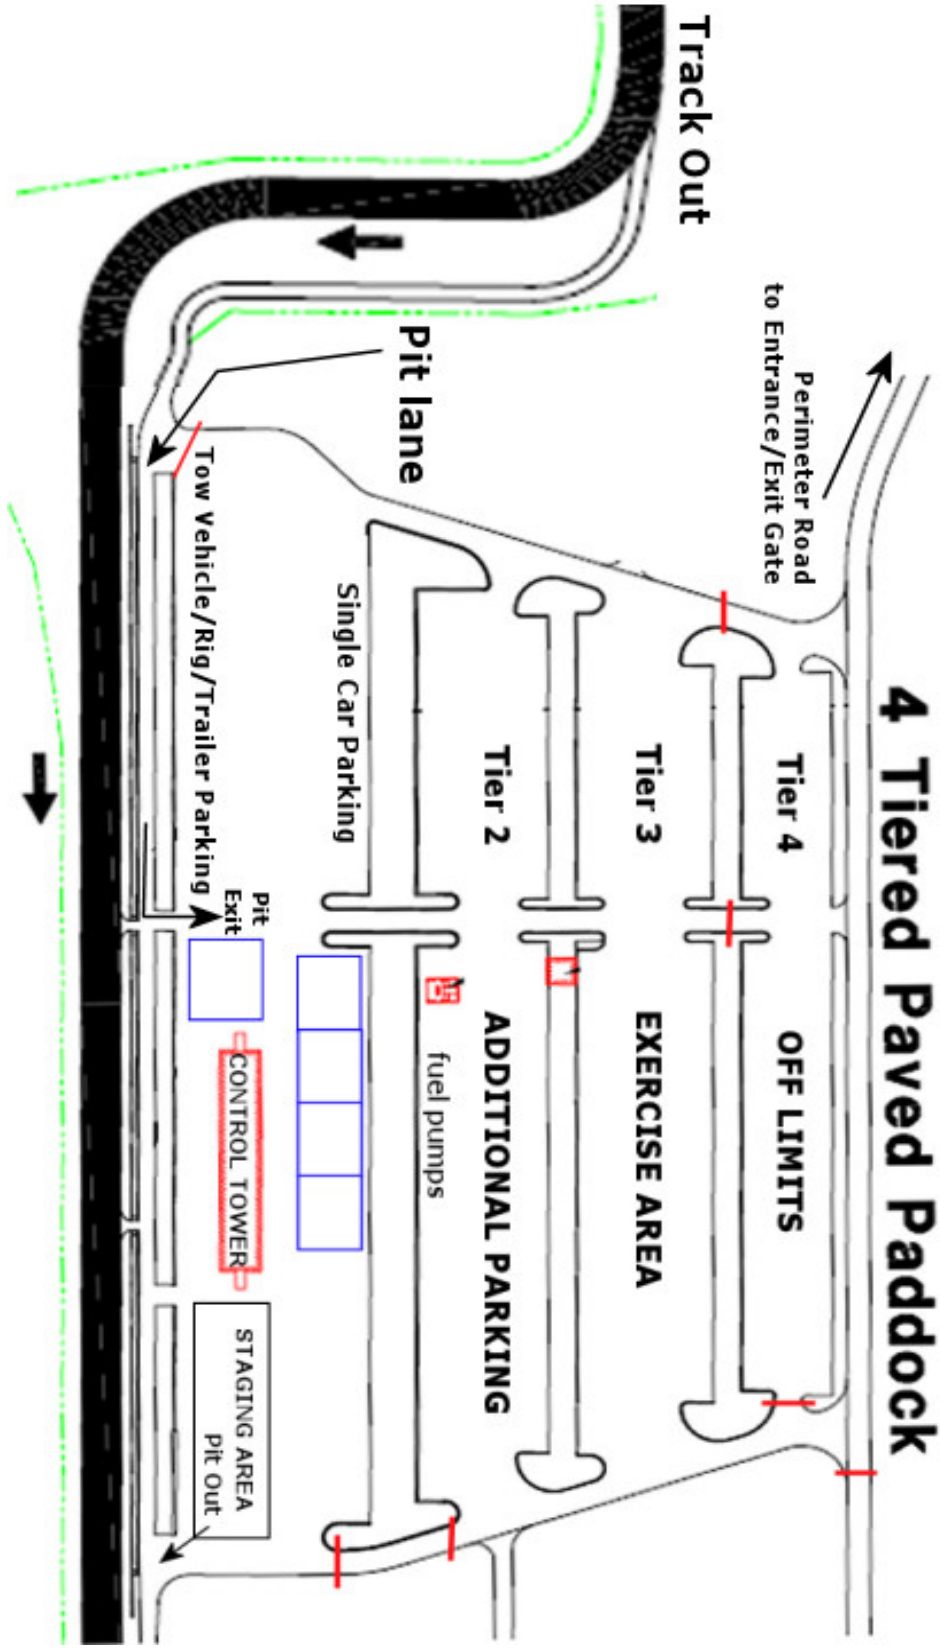 4 Tiered Paved Paddock
Track Out
Perimeter Road
to Entrance/Exit Gate
Pit lane
Tier 4
OFF LIMITS
Tier 3
EXERCISE AREA
Tier 2
ADDITIONAL PARKING
fuel pumps
Single Car Parking
Tow Vehicle/Rig/Trailer Parking
Pit
Exit
CONTROL TOWER
STAGING AREA
Pit Out